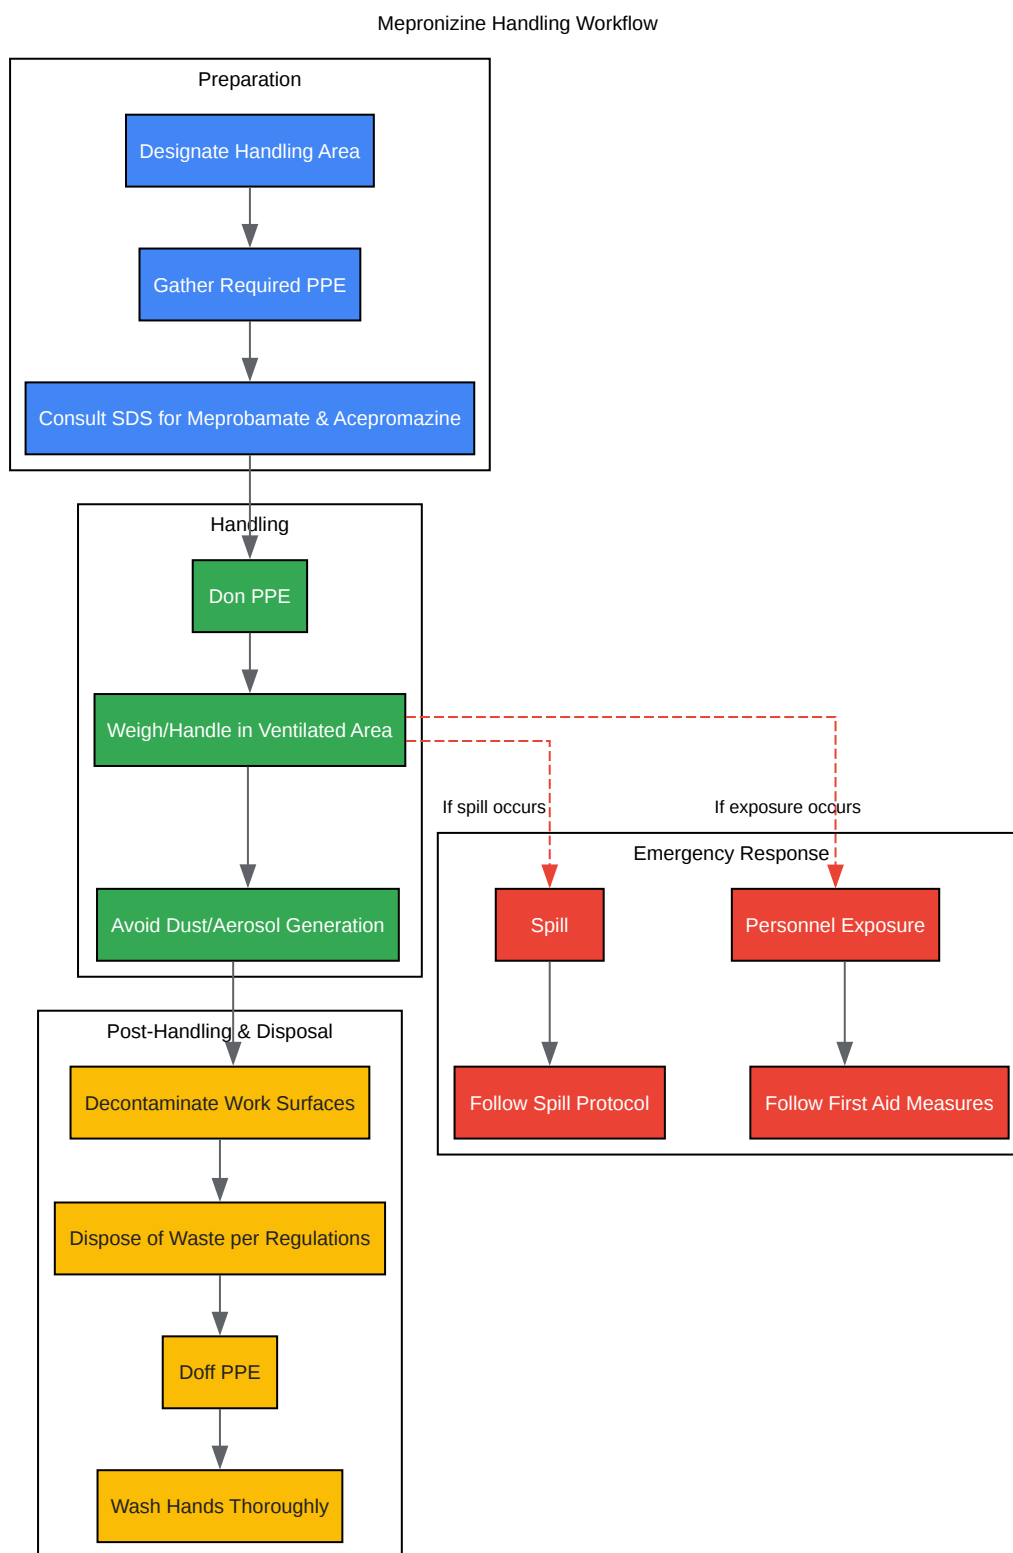 Mepronizine Handling Workflow
Preparation
Designate Handling Area
Gather Required PPE
Consult SDS for Meprobamate & Acepromazine
Handling
Don PPE
Weigh/Handle in Ventilated Area
If spill occurs
If exposure occurs
Avoid Dust/Aerosol Generation
Emergency Response
Spill
Personnel Exposure
Follow Spill Protocol
Follow First Aid Measures
Post-Handling & Disposal
Decontaminate Work Surfaces
Dispose of Waste per Regulations
Doff PPE
Wash Hands Thoroughly